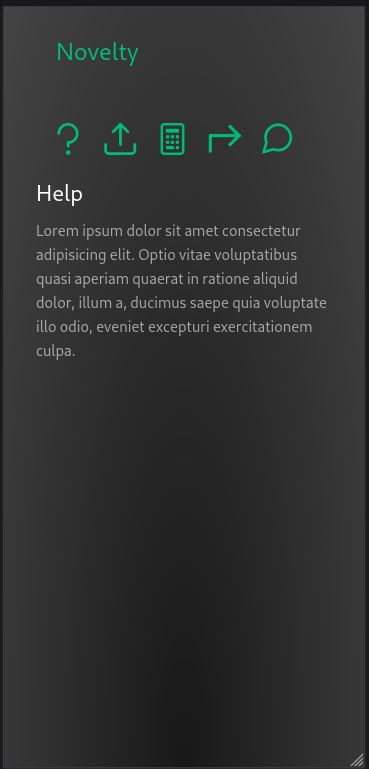 Novelty
Help
Lorem ipsum dolor sit amet consectetur
adipisicing elit. Optio vitae voluptatibus
quasi aperiam quaerat in ratione aliquid
dolor, illum a, ducimus saepe quia voluptate
illo odio, eveniet excepturi exercitationem
culpa.